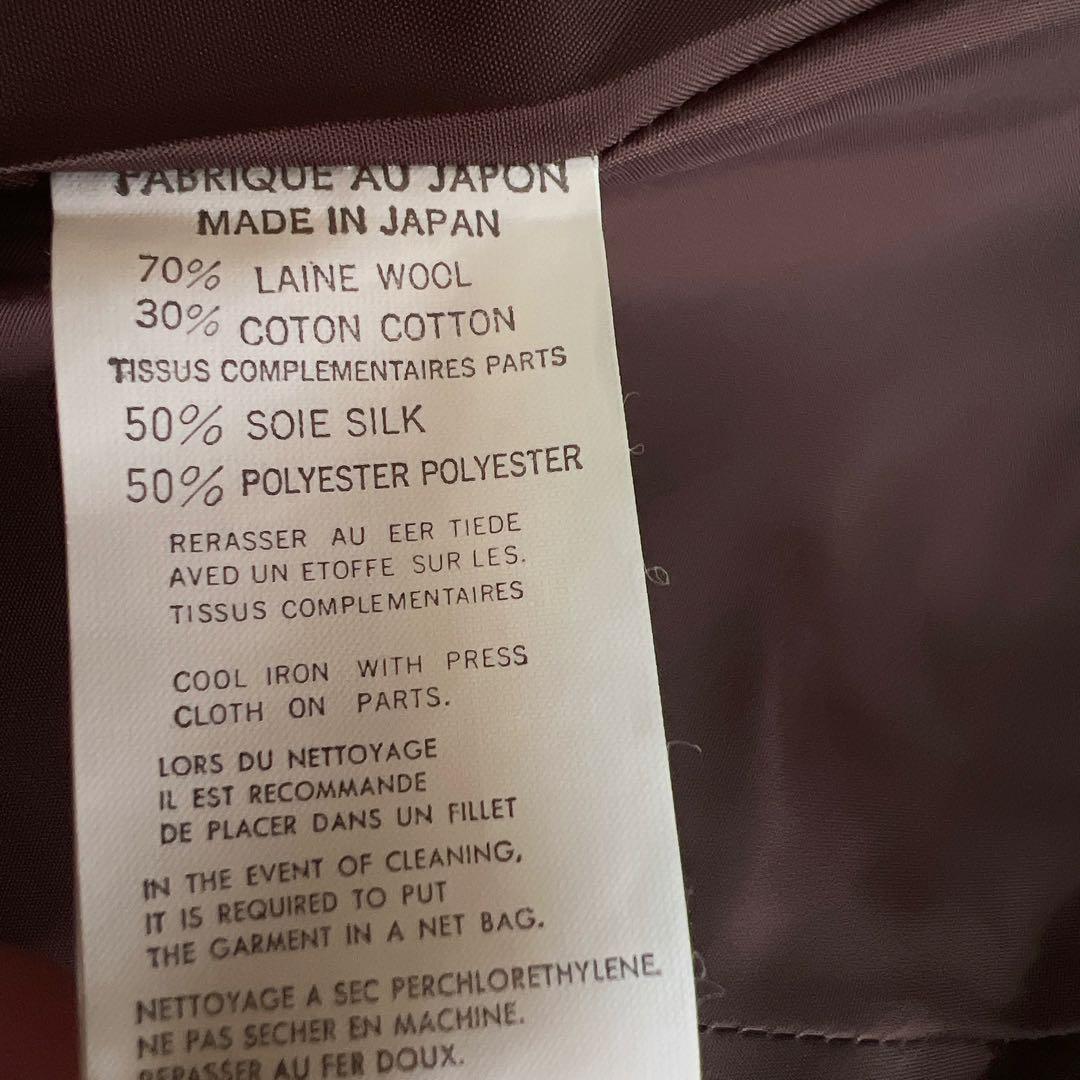 FABRIQUE AU JAPON
MADE IN JAPAN
70% LAINE WOOL
30% COTON COTTON
TISSUS COMPLEMENTAIRES PARTS
50% SOIE SILK
50% POLYESTER POLYESTER
RERASSER AU EER TIEDE
AVED UN ETOFFE SUR LES.
TISSUS COMPLEMENTAIRES
COOL IRON WITH PRESS
CLOTH ON PARTS.
LORS DU NETTOYAGE
IL EST RECOMMANDE
DE PLACER DANS UN FILLET
IN THE EVENT OF CLEANING,
IT IS REQUIRED TO PUT
THE GARMENT IN A NET BAG.
NETTOYAGE A SEC PERCHLORETHYLENE.
NE PAS SECHER EN MACHINE.
REPASSER AU FER DOUX.